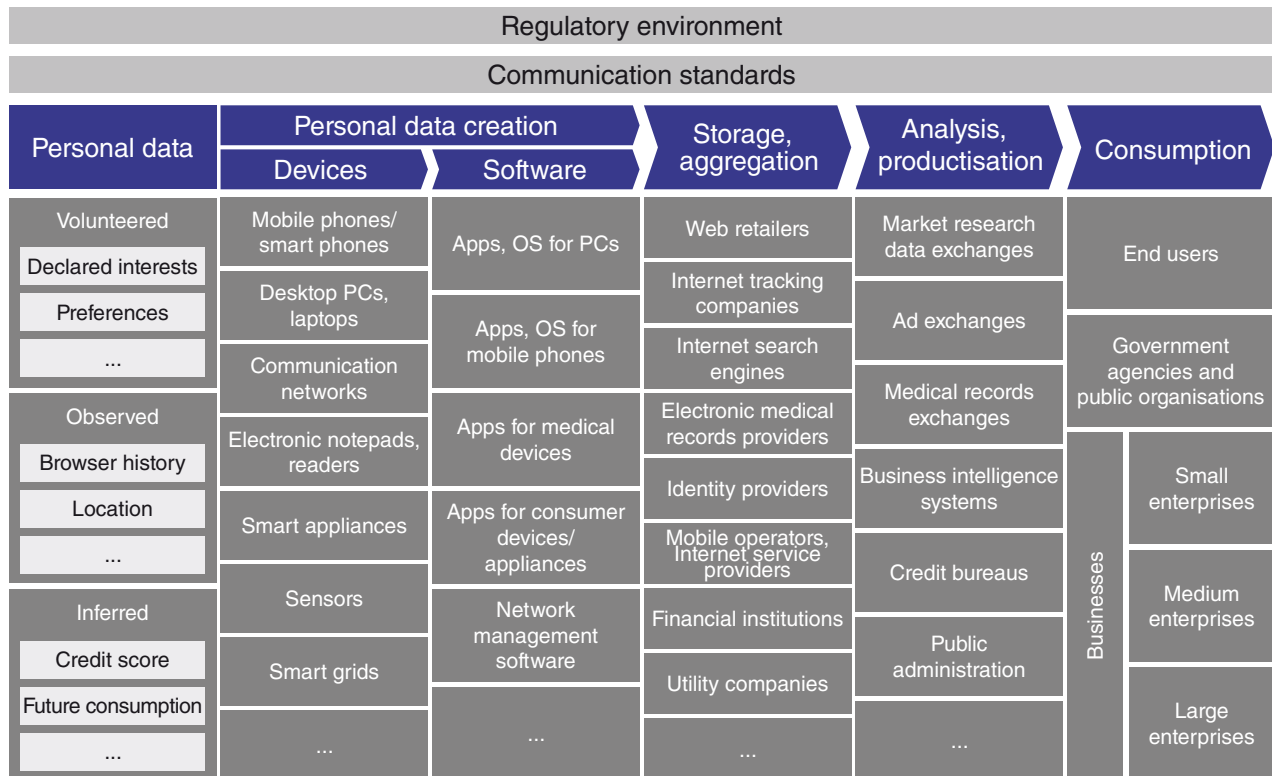 Regulatory environment
Communication standards
Personal data
Personal data creation
Devices
Software
Storage,
aggregation
Analysis,
productisation
Consumption
Volunteered
Declared interests
Preferences
...
Observed
Browser history
Location
...
Inferred
Credit score
Future consumption
...
Mobile phones/
smart phones
Desktop PCs,
laptops
Communication
networks
Electronic notepads,
readers
Smart appliances
Sensors
Smart grids
...
Apps, OS for PCs
Apps, OS for
mobile phones
Apps for medical
devices
Apps for consumer
devices/
appliances
Network
management
software
...
Web retailers
Internet tracking
companies
Internet search
engines
Electronic medical
records providers
Identity providers
Mobile operators,
Internet service
providers
Financial institutions
Utility companies
...
Market research
data exchanges
Ad exchanges
Medical records
exchanges
Business intelligence
systems
Credit bureaus
Public
administration
...
End users
Government
agencies and
public organisations
Businesses
Small
enterprises
Medium
enterprises
Large
enterprises